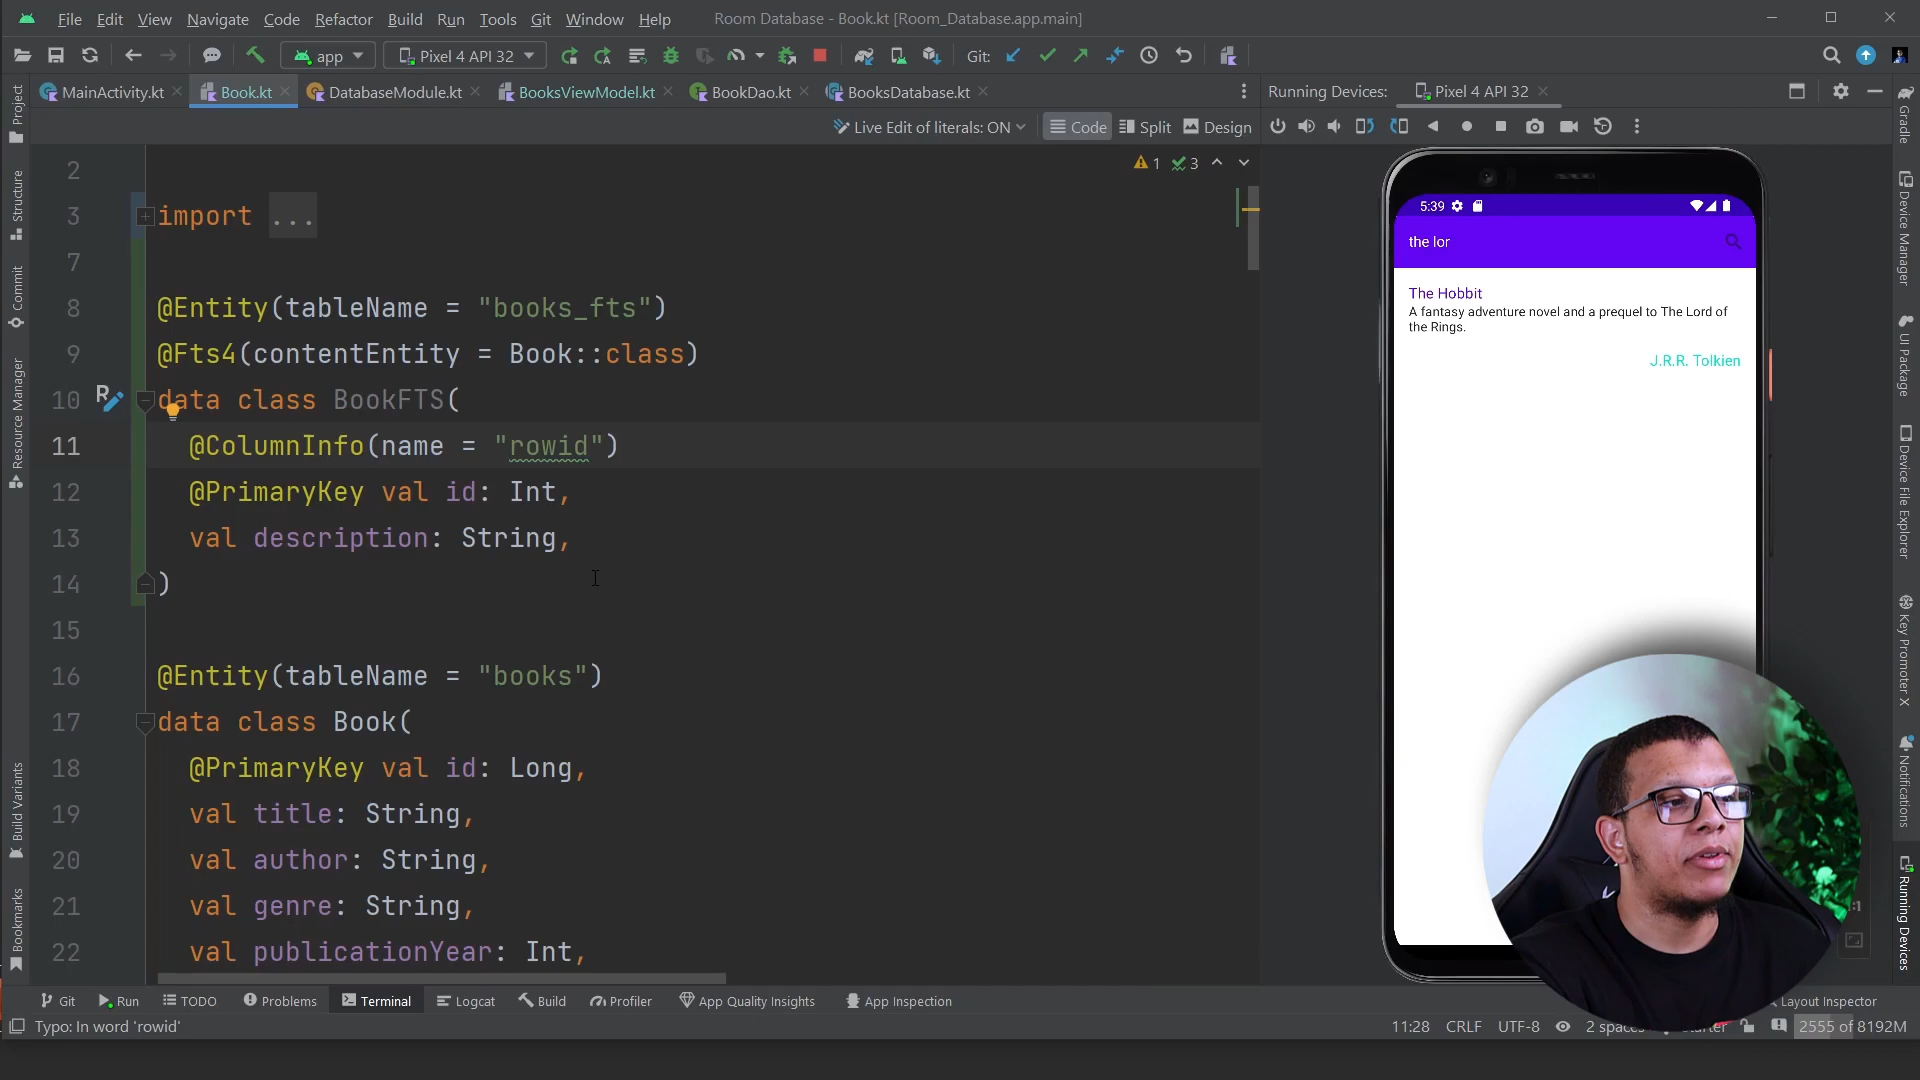 File Edit View Navigate Code Refactor Build Run Tools Git Window Help Room Database - Book.kt [Room_Database.app.main]
app Pixel 4 API 32 Git:
MainActivity.kt Book.kt DatabaseModule.kt BooksViewModel.kt BookDao.kt BooksDatabase.kt Running Devices: Pixel 4 API 32
Live Edit of literals: ON Code Split Design
1 3
2
3 import ...
7
8 @Entity(tableName = "books_fts")
9 @Fts4(contentEntity = Book::class)
10 data class BookFTS(
11 @ColumnInfo(name = "rowid")
12 @PrimaryKey val id: Int,
13 val description: String,
14 )
15
16 @Entity(tableName = "books")
17 data class Book(
18 @PrimaryKey val id: Long,
19 val title: String,
20 val author: String,
21 val genre: String,
22 val publicationYear: Int,
Project
Structure
Commit
Resource Manager
Build Variants
Bookmarks
5:39
the lor
The Hobbit
A fantasy adventure novel and a prequel to The Lord of
the Rings.
J.R.R. Tolkien
Gradle
Device Manager
UI Package
Device File Explorer
Key Promoter X
Notifications
Running Devices
Git Run TODO Problems Terminal Logcat Build Profiler App Quality Insights App Inspection Layout Inspector
Typo: In word 'rowid' 11:28 CRLF UTF-8 2 spaces 2555 of 8192M